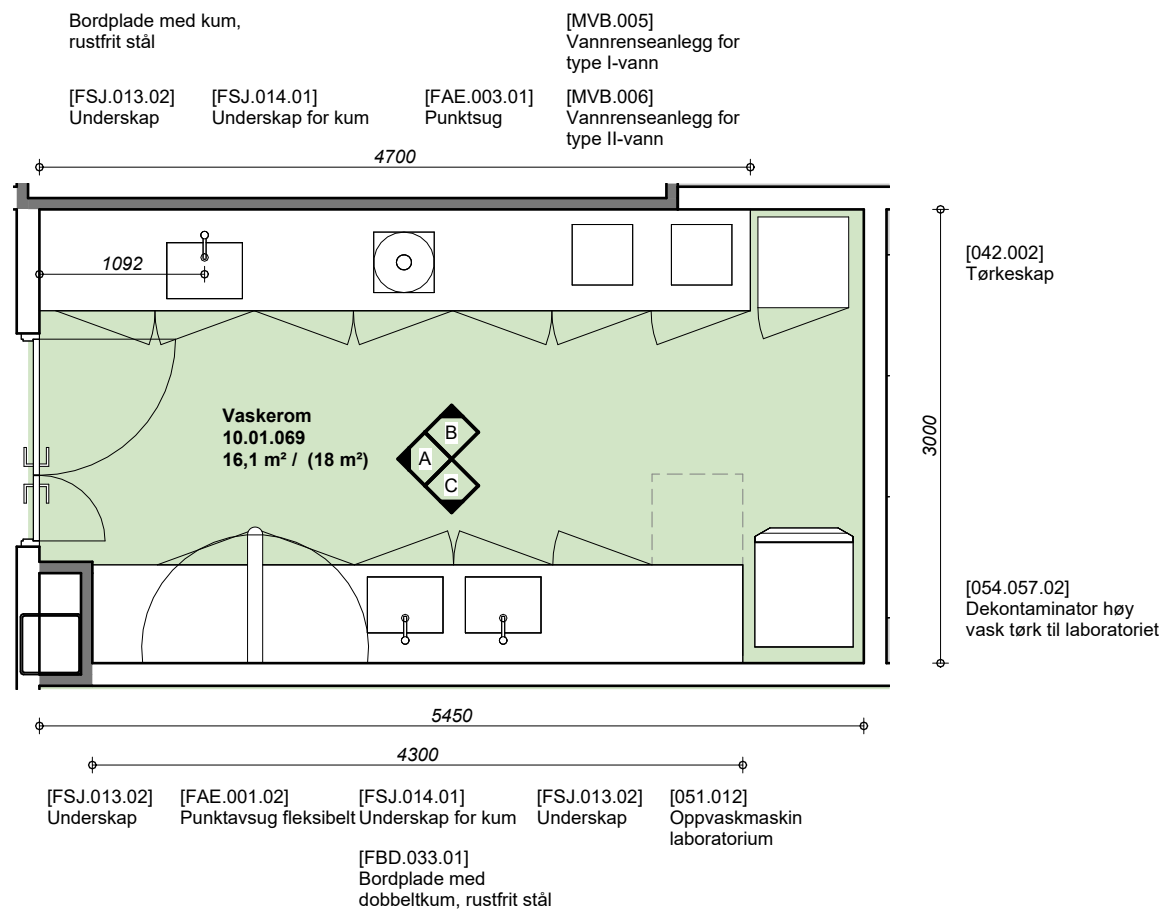 Bordplade med kum,
rustfrit stål
[MVB.005]
Vannrenseanlegg for
type I-vann
[FSJ.013.02]
Underskap
[FSJ.014.01]
Underskap for kum
[FAE.003.01]
Punktsug
[MVB.006]
Vannrenseanlegg for
type II-vann
4700
1092
[042.002]
Tørkeskap
3000
Vaskerom
10.01.069
16,1 m² / (18 m²)
B
A
C
[054.057.02]
Dekontaminator høy
vask tørk til laboratoriet
5450
4300
[FSJ.013.02]
Underskap
[FAE.001.02]
Punktavsug fleksibelt
[FSJ.014.01]
Underskap for kum
[FSJ.013.02]
Underskap
[051.012]
Oppvaskmaskin
laboratorium
[FBD.033.01]
Bordplade med
dobbeltkum, rustfrit stål